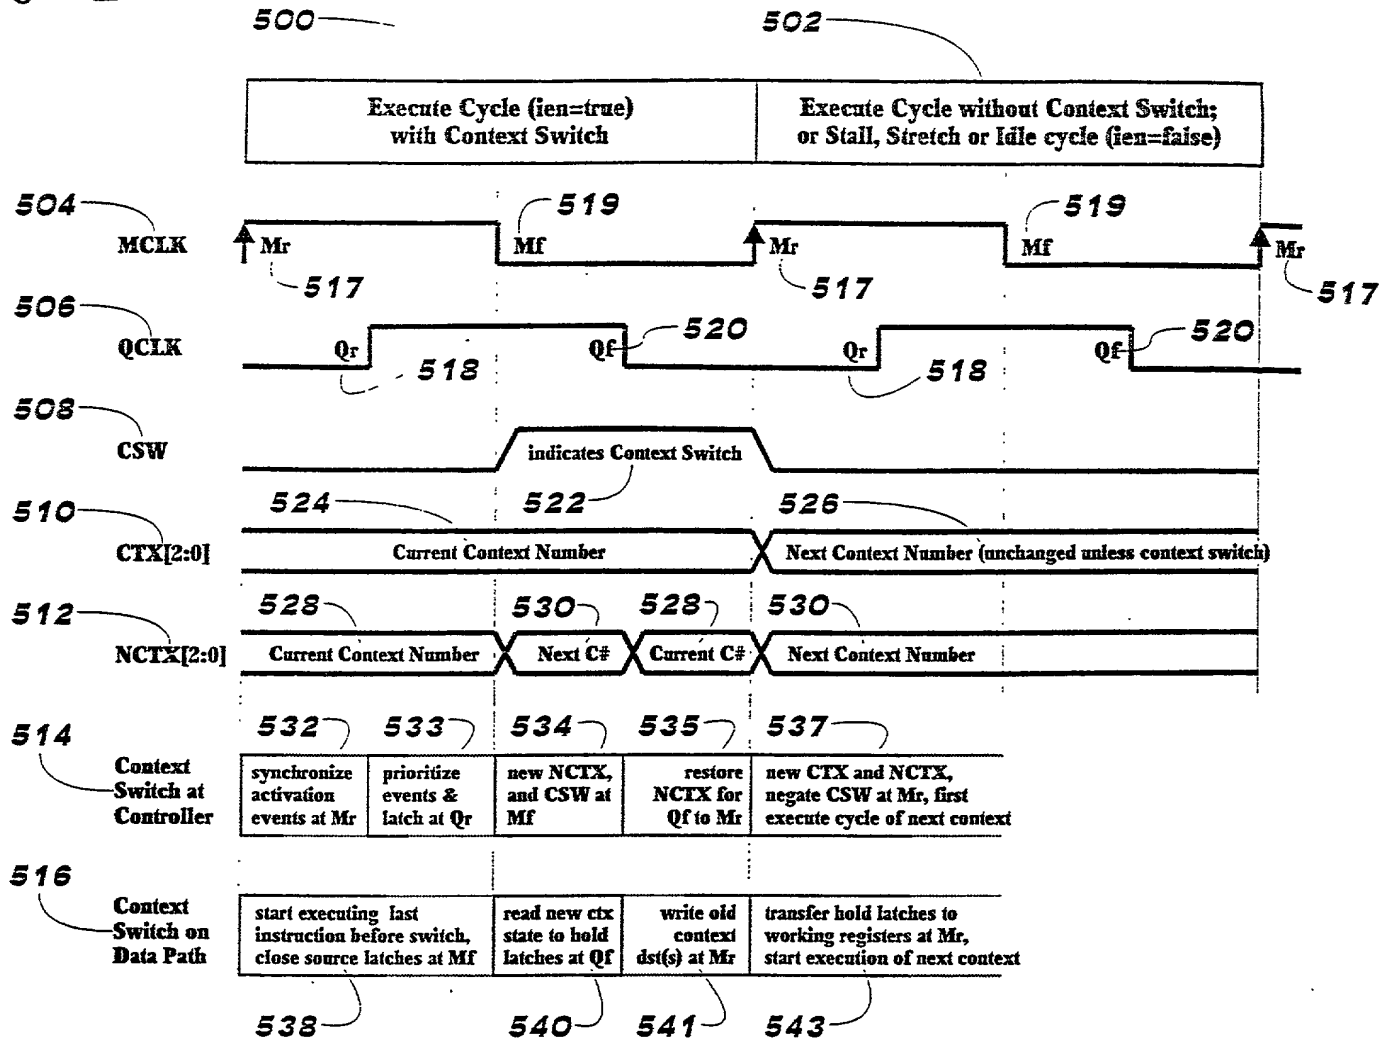 500
502
Execute Cycle (ien=true)
with Context Switch
Execute Cycle without Context Switch;
or Stall, Stretch or Idle cycle (ien=false)
504
MCLK
Mr
517
Mf
519
Mr
517
Mf
519
Mr
517
506
QCLK
Qr
518
Qf
520
Qr
518
Qf
520
508
CSW
indicates Context Switch
522
510
CTX[2:0]
524
Current Context Number
526
Next Context Number (unchanged unless context switch)
512
NCTX[2:0]
528
Current Context Number
530
Next C#
528
Current C#
530
Next Context Number
514
Context
Switch at
Controller
532
synchronize
activation
events at Mr
533
prioritize
events &
latch at Qr
534
new NCTX,
and CSW at
Mf
535
restore
NCTX for
Qf to Mr
537
new CTX and NCTX,
negate CSW at Mr, first
execute cycle of next context
516
Context
Switch on
Data Path
start executing last
instruction before switch,
close source latches at Mf
538
read new ctx
state to hold
latches at Qf
540
write old
context
dst(s) at Mr
541
transfer hold latches to
working registers at Mr,
start execution of next context
543